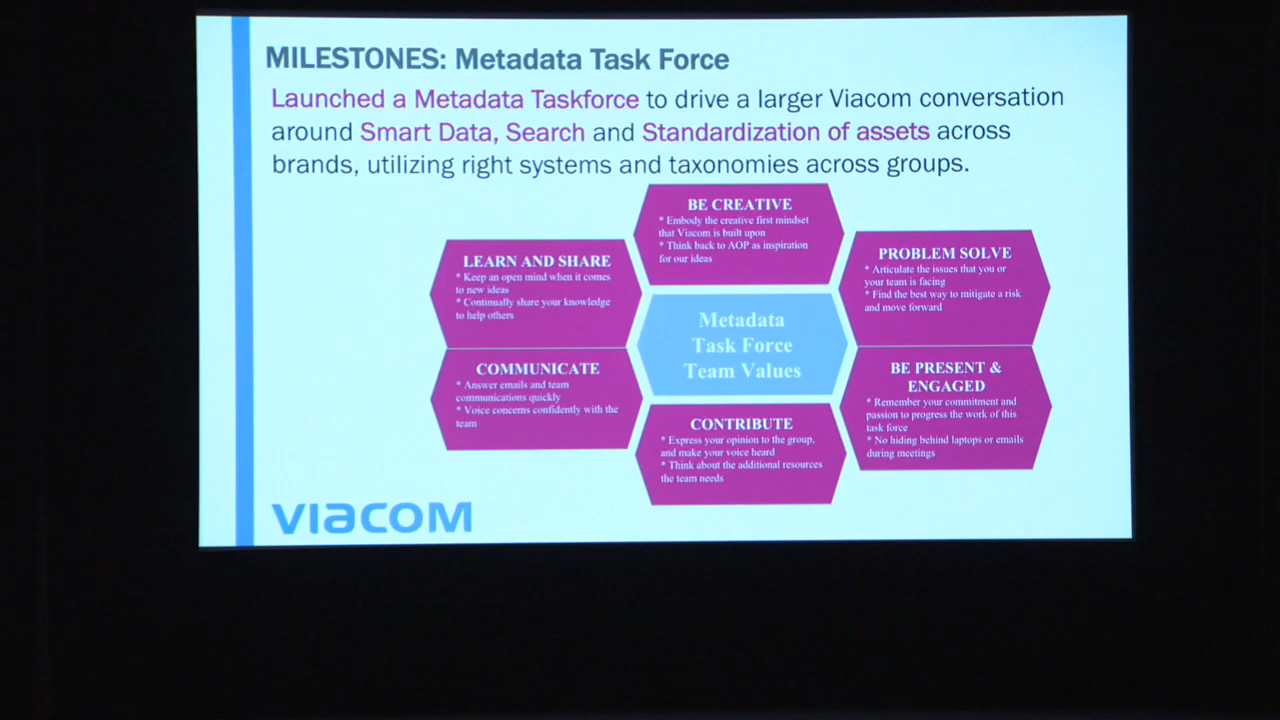 MILESTONES: Metadata Task Force
Launched a Metadata Taskforce to drive a larger Viacom conversation
around Smart Data, Search and Standardization of assets across
brands, utilizing right systems and taxonomies across groups.
BE CREATIVE
* Embody the creative first mindset
that Viacom is built upon
* Think back to AOP as inspiration
for our ideas
LEARN AND SHARE
* Keep an open mind when it comes
to new ideas
* Continually share your knowledge
to help others
PROBLEM SOLVE
* Articulate the issues that you or
your team is facing
* Find the best way to mitigate a risk
and move forward
Metadata
Task Force
Team Values
COMMUNICATE
* Answer emails and team
communications quickly
* Voice concerns confidently with the
team
BE PRESENT &
ENGAGED
* Remember your commitment and
passion to progress the work of this
task force
* No hiding behind laptops or emails
during meetings
CONTRIBUTE
* Express your opinion to the group,
and make your voice heard
* Think about the additional resources
the team needs
VIACOM